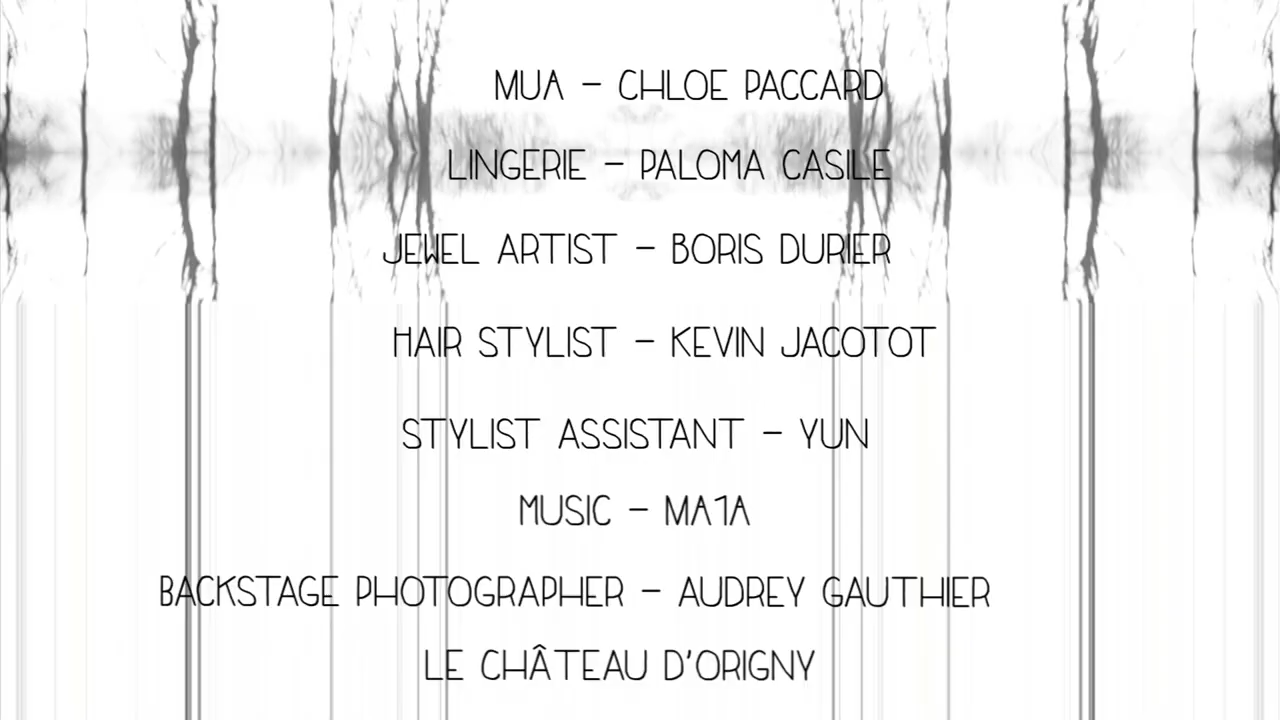 MUA – CHLOE PACCARD
LINGERIE – PALOMA CASILE
JEWEL ARTIST – BORIS DURIER
HAIR STYLIST – KEVIN JACOTOT
STYLIST ASSISTANT – YUN
MUSIC – MA1A
BACKSTAGE PHOTOGRAPHER – AUDREY GAUTHIER
LE CHÂTEAU D'ORIGNY